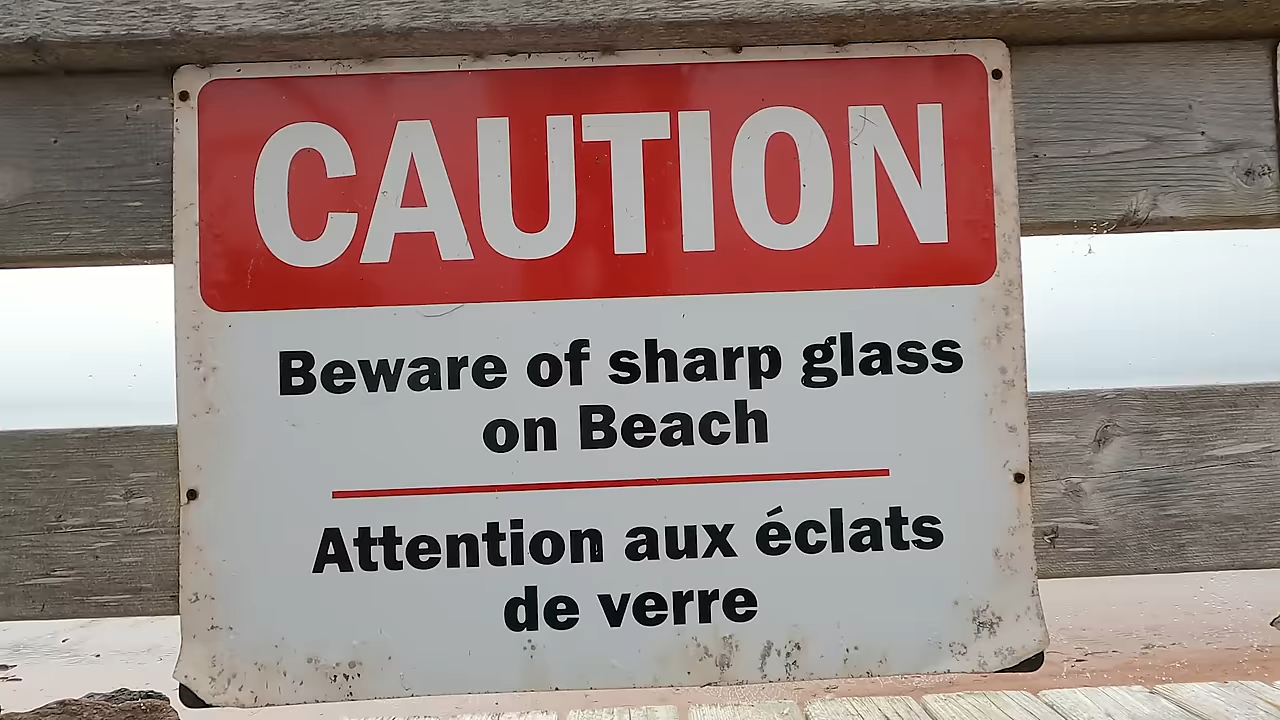 CAUTION
Beware of sharp glass
on Beach
Attention aux éclats
de verre